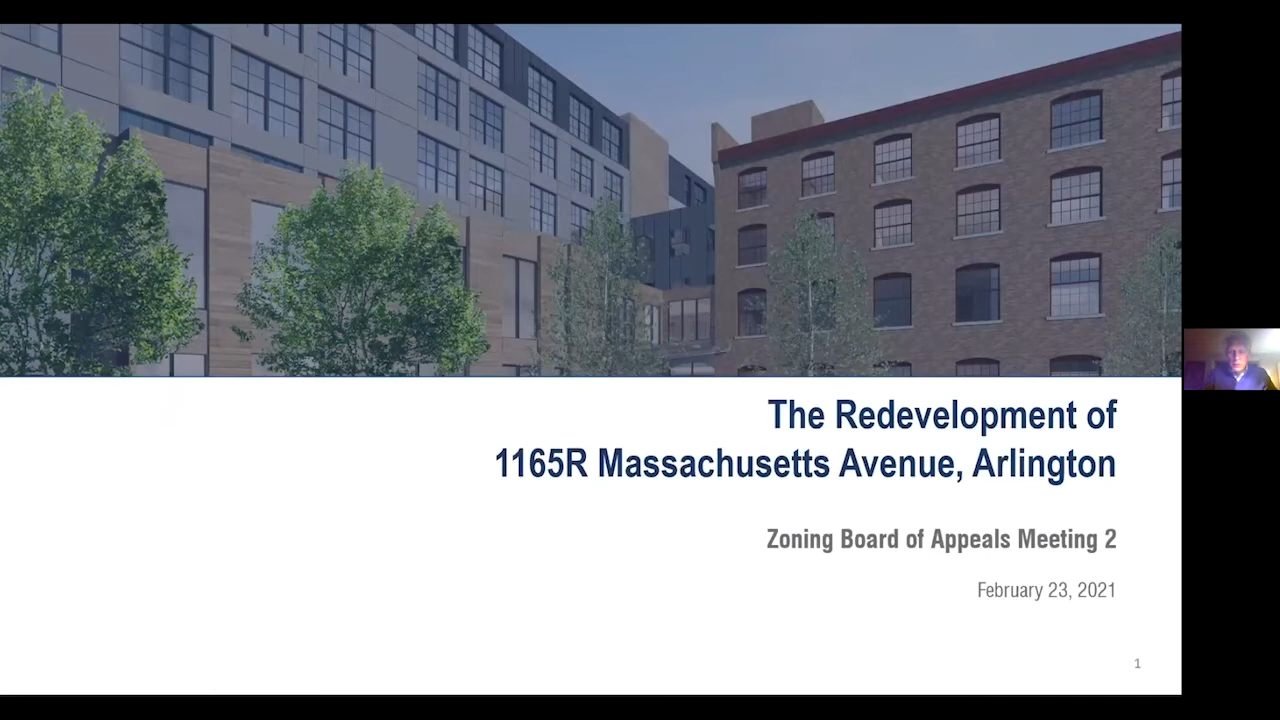 The Redevelopment of
1165R Massachusetts Avenue, Arlington
Zoning Board of Appeals Meeting 2
February 23, 2021
1